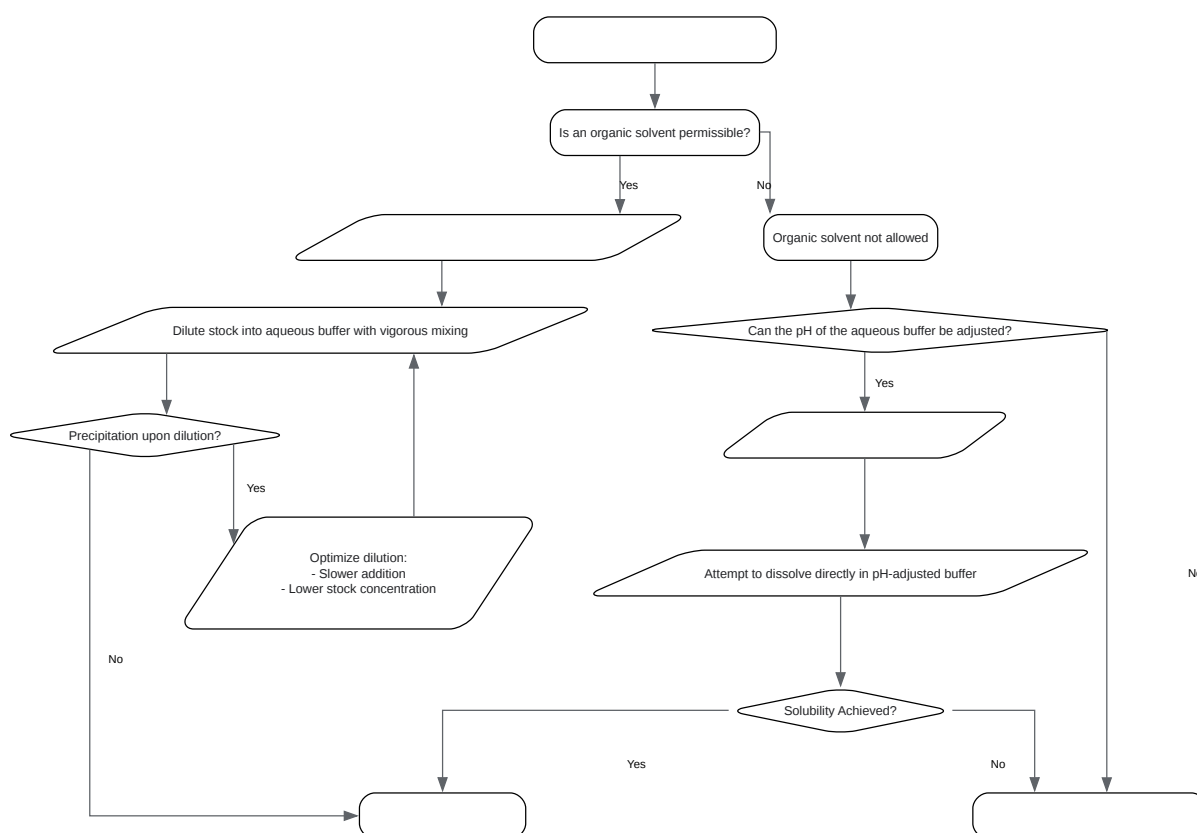 Is an organic solvent permissible?
Yes
No
Organic solvent not allowed
Dilute stock into aqueous buffer with vigorous mixing
Can the pH of the aqueous buffer be adjusted?
Yes
Precipitation upon dilution?
Yes
Optimize dilution:
- Slower addition
- Lower stock concentration
Attempt to dissolve directly in pH-adjusted buffer
No
Solubility Achieved?
Yes
No